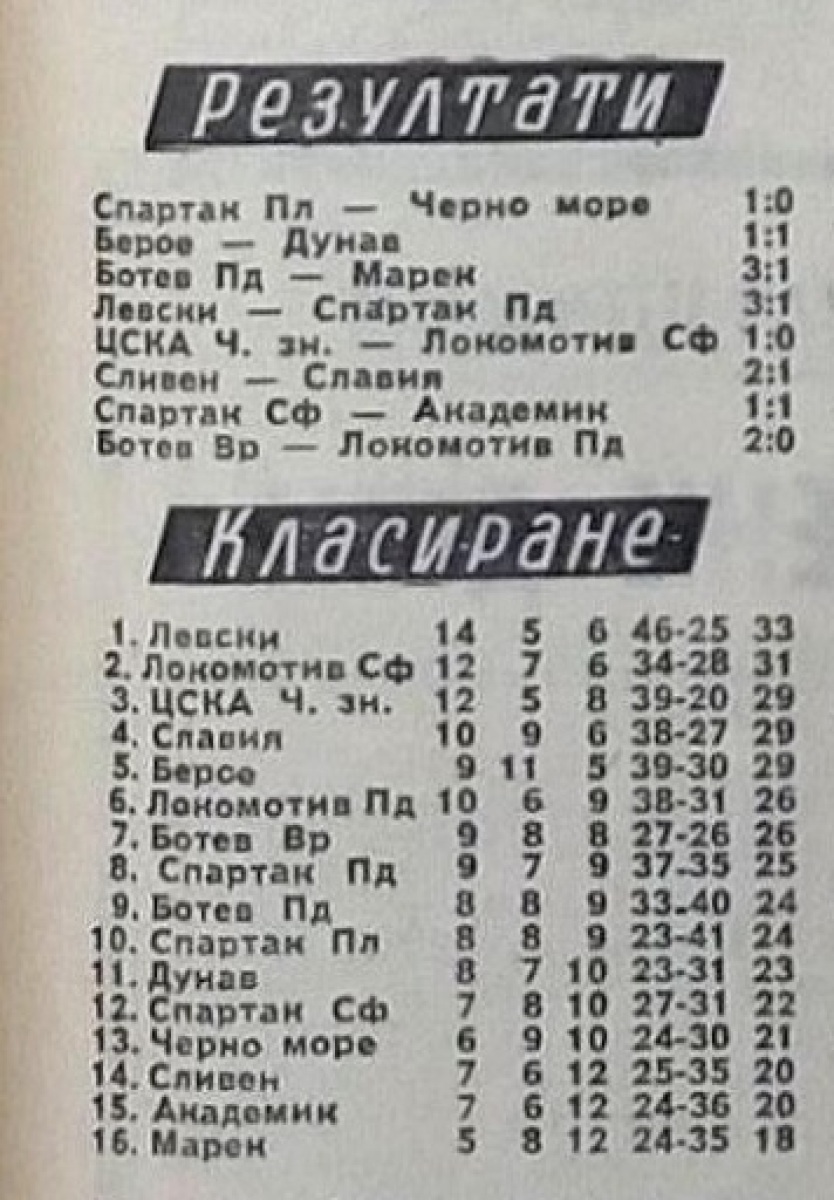 Резултати
Спартак Пл — Черно море 1:0
Берое — Дунав 1:1
Ботев Пд — Марек 3:1
Левски — Спартак Пд 3:1
ЦСКА Ч. зн. — Локомотив Сф 1:0
Сливен — Славия 2:1
Спартак Сф — Академик 1:1
Ботев Вр — Локомотив Пд 2:0
Класиране
1. Левски 14 5 6 46-25 33
2. Локомотив Сф 12 7 6 34-28 31
3. ЦСКА Ч. зн. 12 5 8 39-20 29
4. Славия 10 9 6 38-27 29
5. Берое 9 11 5 39-30 29
6. Локомотив Пд 10 6 9 38-31 26
7. Ботев Вр 9 8 8 27-26 26
8. Спартак Пд 9 7 9 37-35 25
9. Ботев Пд 8 8 9 33-40 24
10. Спартак Пл 8 8 9 23-41 24
11. Дунав 8 7 10 23-31 23
12. Спартак Сф 7 8 10 27-31 22
13. Черно море 6 9 10 24-30 21
14. Сливен 7 6 12 25-35 20
15. Академик 7 6 12 24-36 20
16. Марек 5 8 12 24-35 18